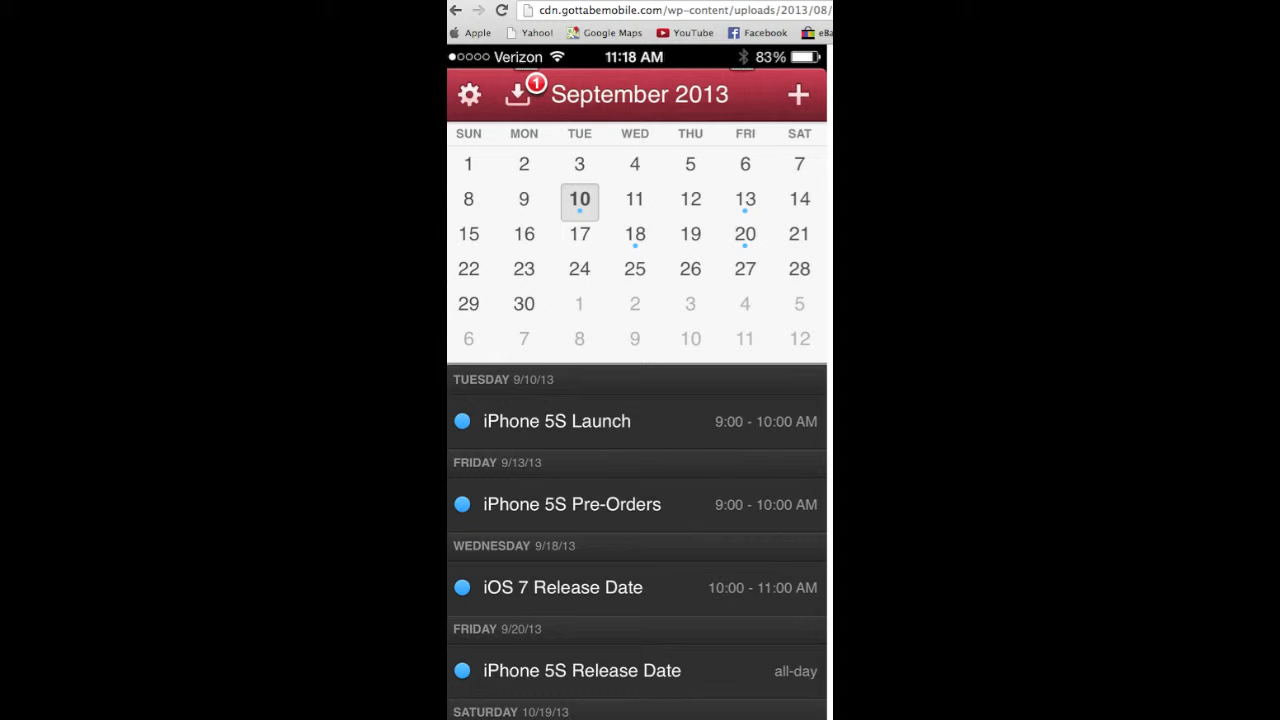 cdn.gottabemobile.com/wp-content/uploads/2013/08/
Apple Yahoo! Google Maps YouTube Facebook eBa
Verizon 11:18 AM 83%
1 September 2013 +
SUN MON TUE WED THU FRI SAT
1 2 3 4 5 6 7
8 9 10 11 12 13 14
15 16 17 18 19 20 21
22 23 24 25 26 27 28
29 30 1 2 3 4 5
6 7 8 9 10 11 12
TUESDAY 9/10/13
iPhone 5S Launch 9:00 - 10:00 AM
FRIDAY 9/13/13
iPhone 5S Pre-Orders 9:00 - 10:00 AM
WEDNESDAY 9/18/13
iOS 7 Release Date 10:00 - 11:00 AM
FRIDAY 9/20/13
iPhone 5S Release Date all-day
SATURDAY 10/19/13